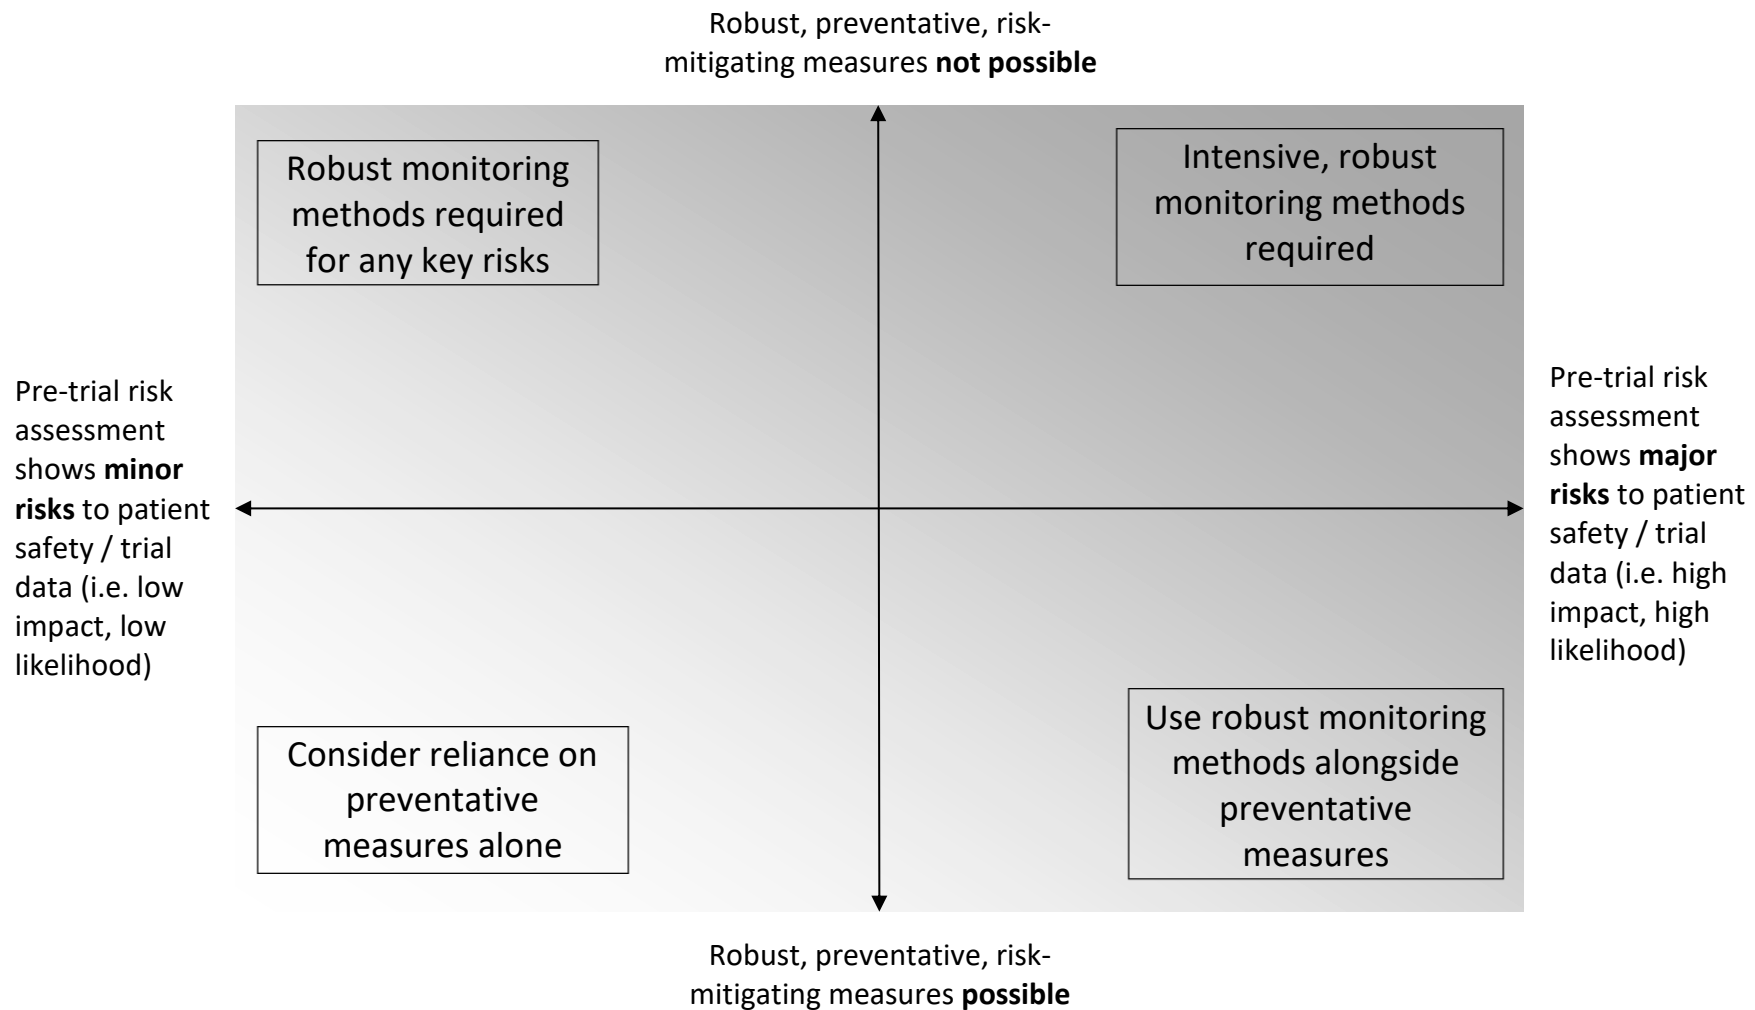 Robust, preventative, risk-
mitigating measures not possible
Robust monitoring
methods required
for any key risks
Intensive, robust
monitoring methods
required
Pre-trial risk
assessment
shows minor
risks to patient
safety / trial
data (i.e. low
impact, low
likelihood)
Pre-trial risk
assessment
shows major
risks to patient
safety / trial
data (i.e. high
impact, high
likelihood)
Consider reliance on
preventative
measures alone
Use robust monitoring
methods alongside
preventative
measures
Robust, preventative, risk-
mitigating measures possible